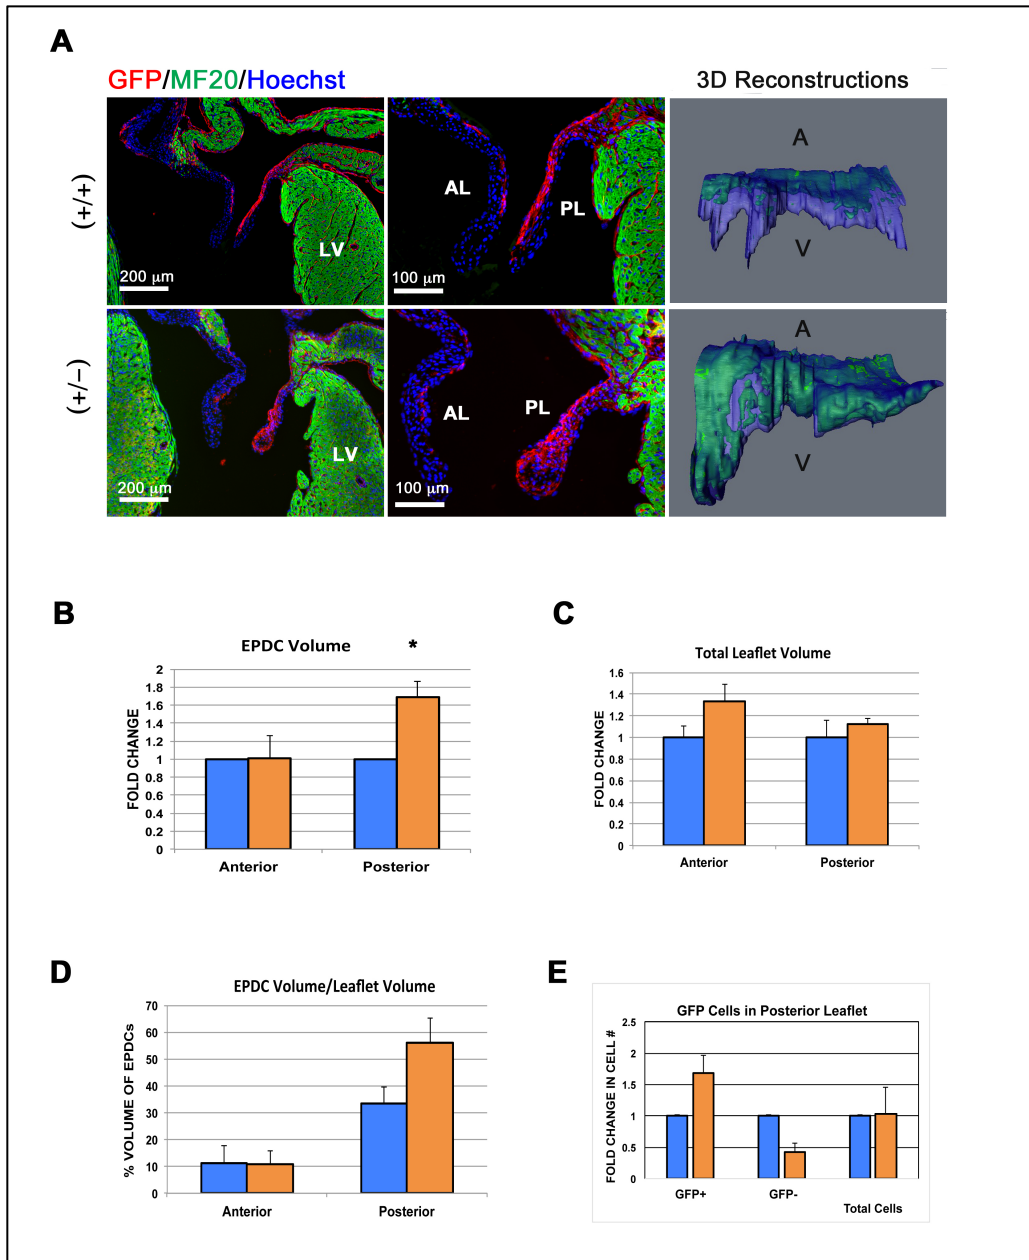 A
GFP/MF20/Hoechst
3D Reconstructions
(+/+)
LV
200 μm
AL
PL
100 μm
A
V
(+/−)
LV
200 μm
AL
PL
100 μm
A
V
B
EPDC Volume
*
FOLD CHANGE
2
1.8
1.6
1.4
1.2
1
0.8
0.6
0.4
0.2
0
Anterior
Posterior
C
Total Leaflet Volume
FOLD CHANGE
1.6
1.4
1.2
1
0.8
0.6
0.4
0.2
0
Anterior
Posterior
D
EPDC Volume/Leaflet Volume
% VOLUME OF EPDCs
70
60
50
40
30
20
10
0
Anterior
Posterior
E
GFP Cells in Posterior Leaflet
FOLD CHANGE IN CELL #
2.5
2
1.5
1
0.5
0
GFP+
GFP-
Total Cells